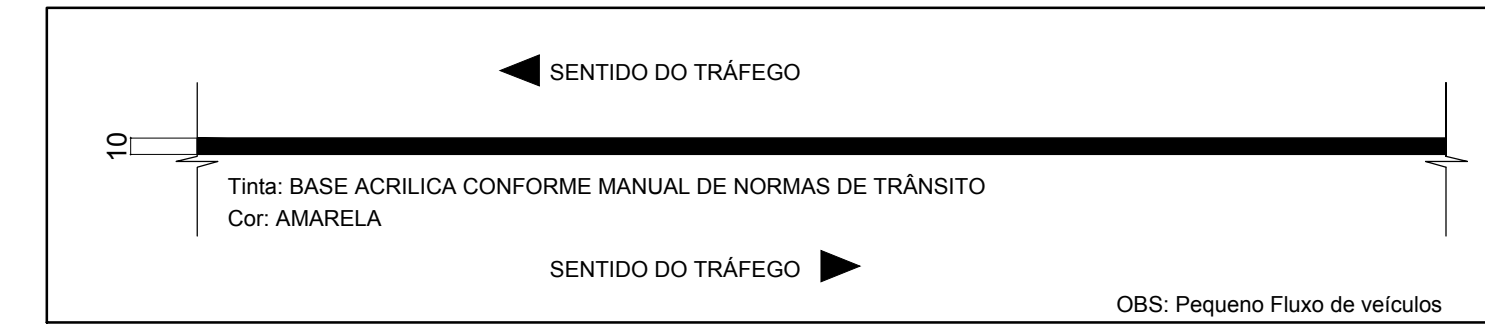 SENTIDO DO TRÁFEGO
10
Tinta: BASE ACRILICA CONFORME MANUAL DE NORMAS DE TRÂNSITO
Cor: AMARELA
SENTIDO DO TRÁFEGO
OBS: Pequeno Fluxo de veículos